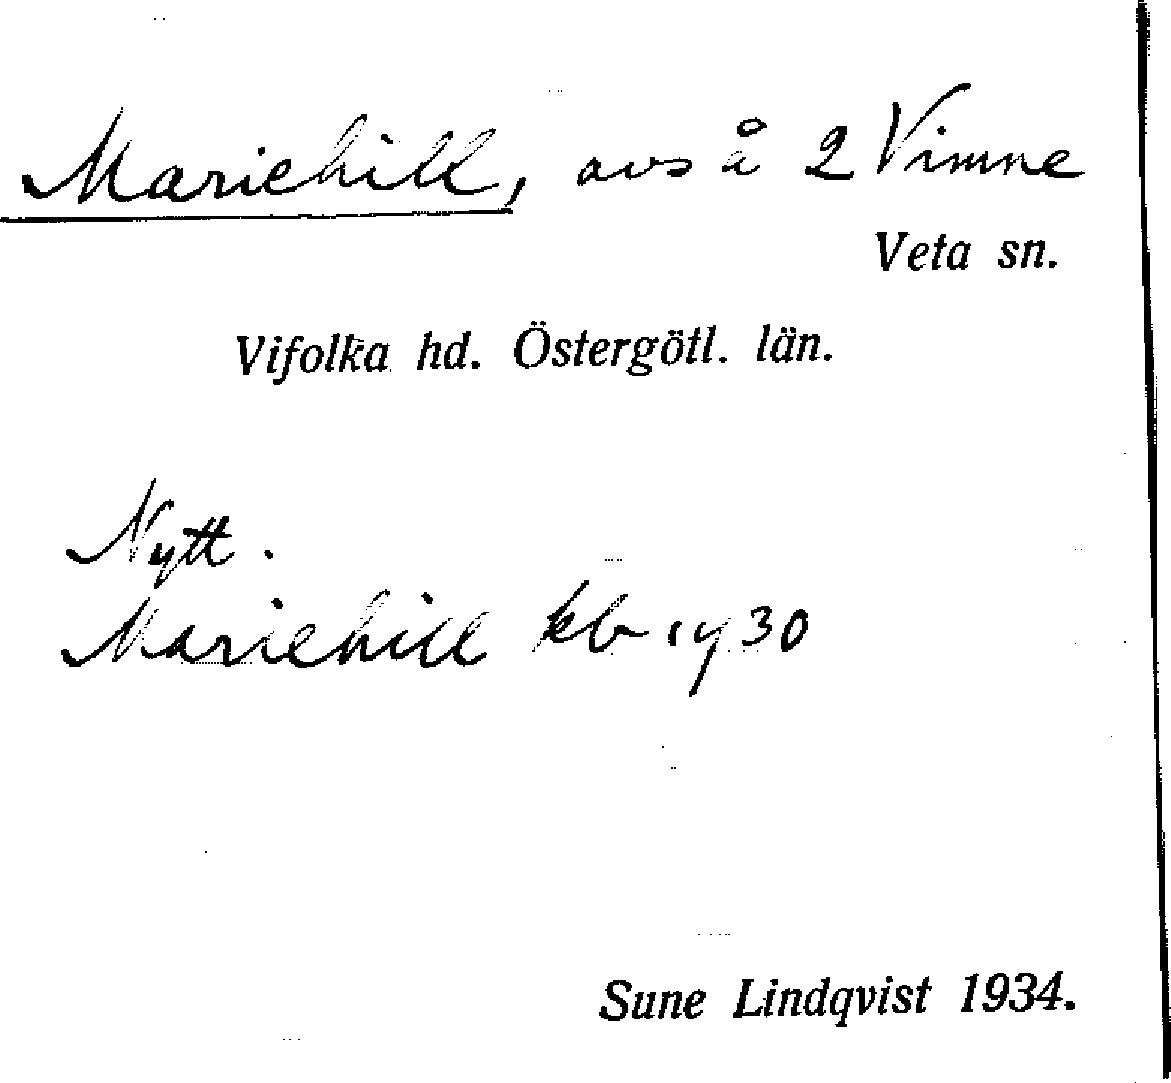 Mariehill, avs å 2 Vimne
Veta sn.
Vifolka hd. Östergötl. län.
Nytt.
Mariehill kb 1930
Sune Lindqvist 1934.